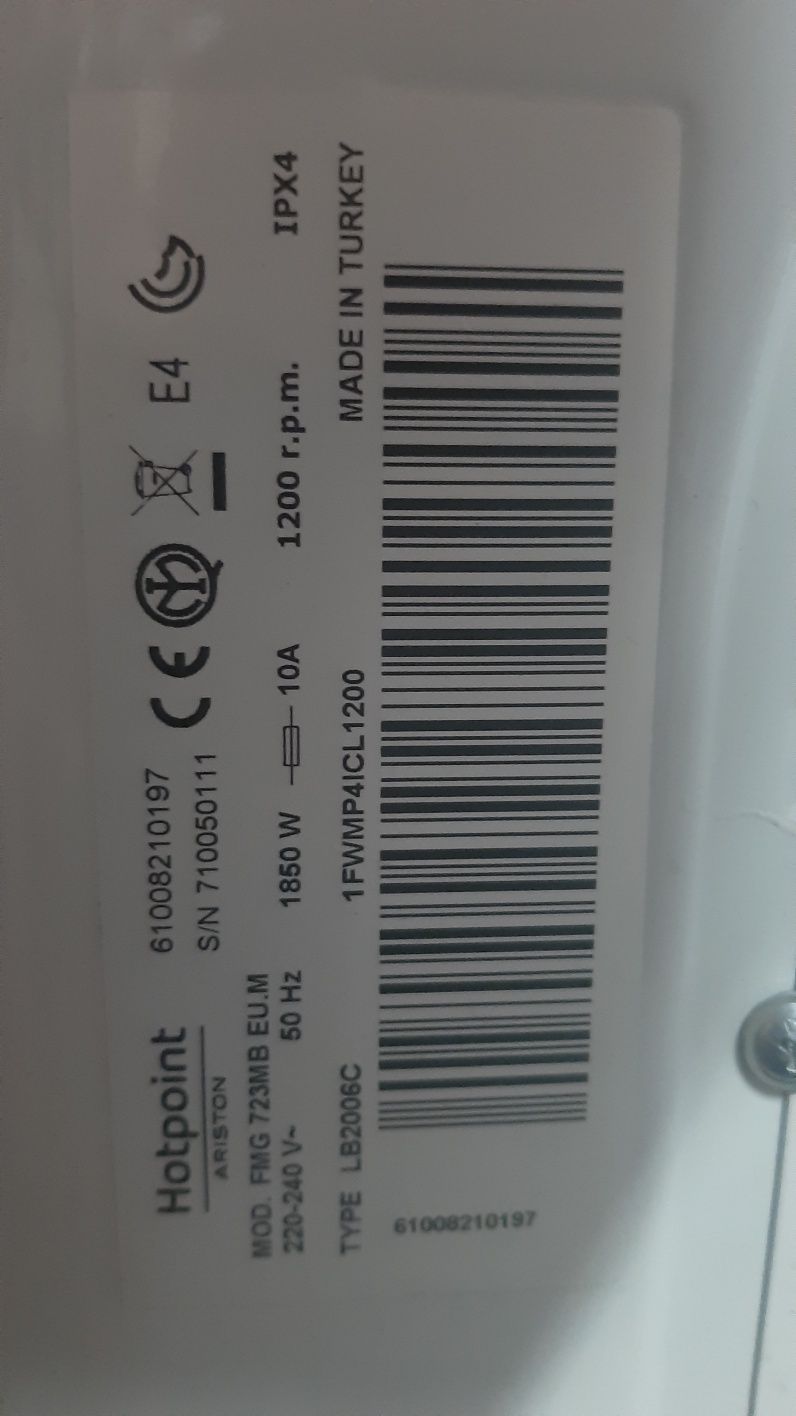 Hotpoint
ARISTON
61008210197
S/N 710050111
CE
E4
MOD. FMG 723MB EU.M
220-240 V~ 50 Hz 1850 W 10A 1200 r.p.m. IPX4
TYPE LB2006C 1FWMP4ICL1200 MADE IN TURKEY
61008210197